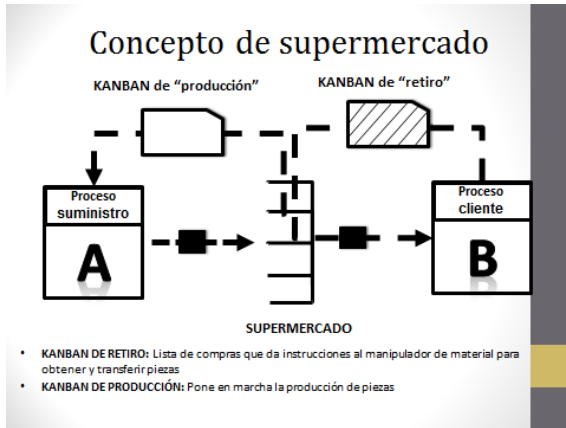 Concepto de supermercado
KANBAN de “producción”
KANBAN de “retiro”
Proceso
suministro
A
Proceso
cliente
B
SUPERMERCADO
• KANBAN DE RETIRO: Lista de compras que da instrucciones al manipulador de material para
obtener y transferir piezas
• KANBAN DE PRODUCCIÓN: Pone en marcha la producción de piezas